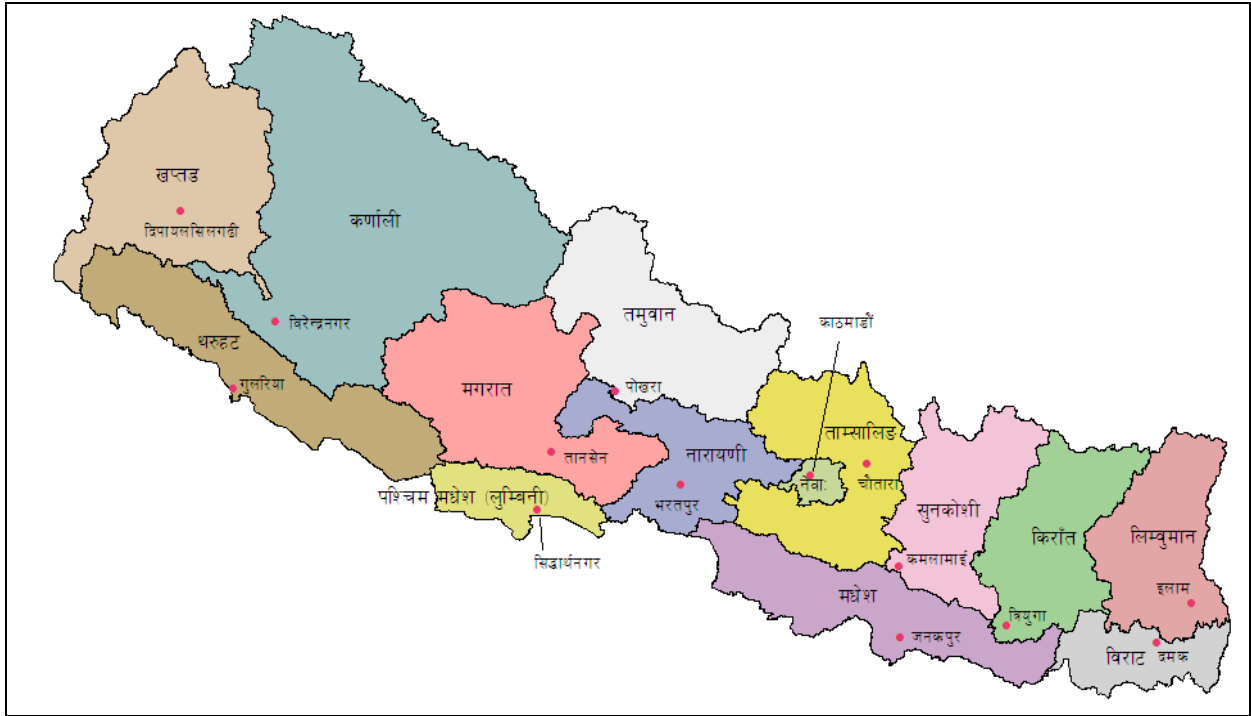 खप्तड
दिपायलसिलगढी
कर्णाली
विरेन्द्रनगर
थरुहट
गुलरिया
तमुवान
काठमाडौं
मगरात
पोखरा
ताम्सालिङ
तानसेन
नारायणी
नेवाः
चौतारा
भरतपुर
पश्चिम मधेश (लुम्बिनी)
सिद्धार्थनगर
सुनकोशी
किराँत
लिम्वुमान
कमलामाई
मधेश
इलाम
त्रियुगा
जनकपुर
विराट
दमक